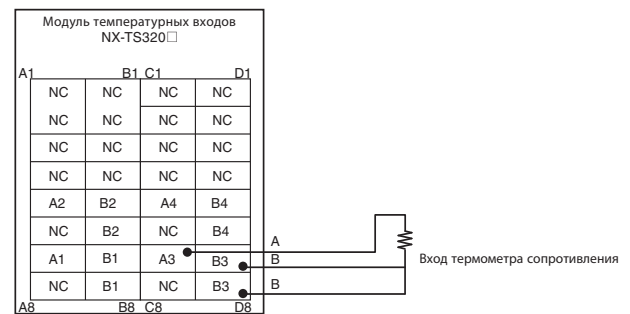 Модуль температурных входов
NX-TS320□
A1 B1 C1 D1
NC NC NC NC
NC NC NC NC
NC NC NC NC
NC NC NC NC
A2 B2 A4 B4
NC B2 NC B4
A
A1 B1 A3 B3 B Вход термометра сопротивления
NC B1 NC B3 B
A8 B8 C8 D8